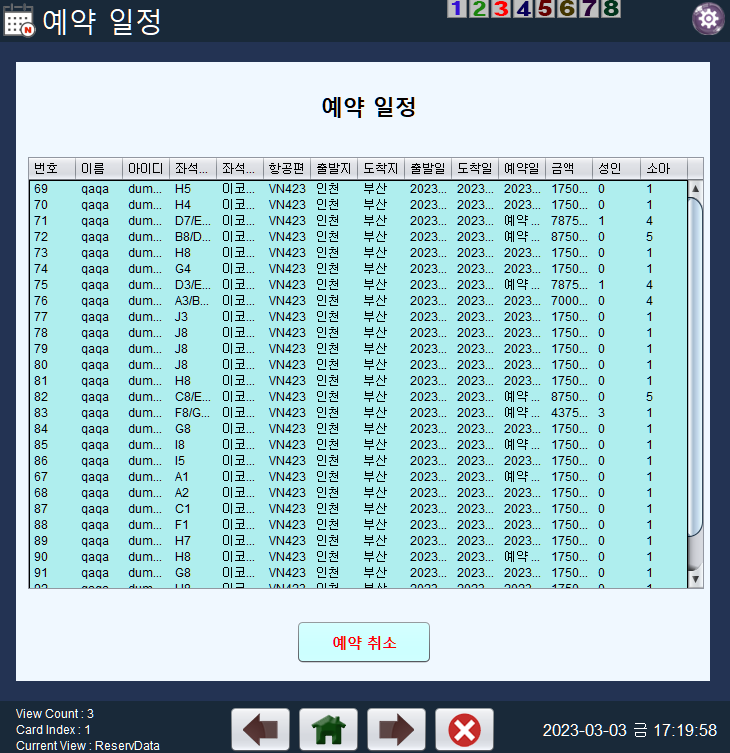 예약 일정
1 2 3 4 5 6 7 8
예약 일정
번호 이름 아이디 좌석... 좌석... 항공편 출발지 도착지 출발일 도착일 예약일 금액 성인 소아
69 qaqa dum... H5 이코... VN423 인천 부산 2023... 2023... 2023... 1750... 0 1
70 qaqa dum... H4 이코... VN423 인천 부산 2023... 2023... 2023... 1750... 0 1
71 qaqa dum... D7/E... 이코... VN423 인천 부산 2023... 2023... 예약 ... 7875... 1 4
72 qaqa dum... B8/D... 이코... VN423 인천 부산 2023... 2023... 예약 ... 8750... 0 5
73 qaqa dum... H8 이코... VN423 인천 부산 2023... 2023... 2023... 1750... 0 1
74 qaqa dum... G4 이코... VN423 인천 부산 2023... 2023... 2023... 1750... 0 1
75 qaqa dum... D3/E... 이코... VN423 인천 부산 2023... 2023... 예약 ... 7875... 1 4
76 qaqa dum... A3/B... 이코... VN423 인천 부산 2023... 2023... 2023... 7000... 0 4
77 qaqa dum... J3 이코... VN423 인천 부산 2023... 2023... 2023... 1750... 0 1
78 qaqa dum... J8 이코... VN423 인천 부산 2023... 2023... 2023... 1750... 0 1
79 qaqa dum... J8 이코... VN423 인천 부산 2023... 2023... 2023... 1750... 0 1
80 qaqa dum... J8 이코... VN423 인천 부산 2023... 2023... 2023... 1750... 0 1
81 qaqa dum... H8 이코... VN423 인천 부산 2023... 2023... 2023... 1750... 0 1
82 qaqa dum... C8/E... 이코... VN423 인천 부산 2023... 2023... 예약 ... 8750... 0 5
83 qaqa dum... F8/G... 이코... VN423 인천 부산 2023... 2023... 예약 ... 4375... 3 1
84 qaqa dum... G8 이코... VN423 인천 부산 2023... 2023... 2023... 1750... 0 1
85 qaqa dum... I8 이코... VN423 인천 부산 2023... 2023... 예약 ... 1750... 0 1
86 qaqa dum... I5 이코... VN423 인천 부산 2023... 2023... 2023... 1750... 0 1
67 qaqa dum... A1 이코... VN423 인천 부산 2023... 2023... 예약 ... 1750... 0 1
68 qaqa dum... A2 이코... VN423 인천 부산 2023... 2023... 2023... 1750... 0 1
87 qaqa dum... C1 이코... VN423 인천 부산 2023... 2023... 2023... 1750... 0 1
88 qaqa dum... F1 이코... VN423 인천 부산 2023... 2023... 2023... 1750... 0 1
89 qaqa dum... H7 이코... VN423 인천 부산 2023... 2023... 2023... 1750... 0 1
90 qaqa dum... H8 이코... VN423 인천 부산 2023... 2023... 예약 ... 1750... 0 1
91 qaqa dum... G8 이코... VN423 인천 부산 2023... 2023... 2023... 1750... 0 1
예약 취소
View Count : 3
Card Index : 1
Current View : ReservData
2023-03-03 금 17:19:58